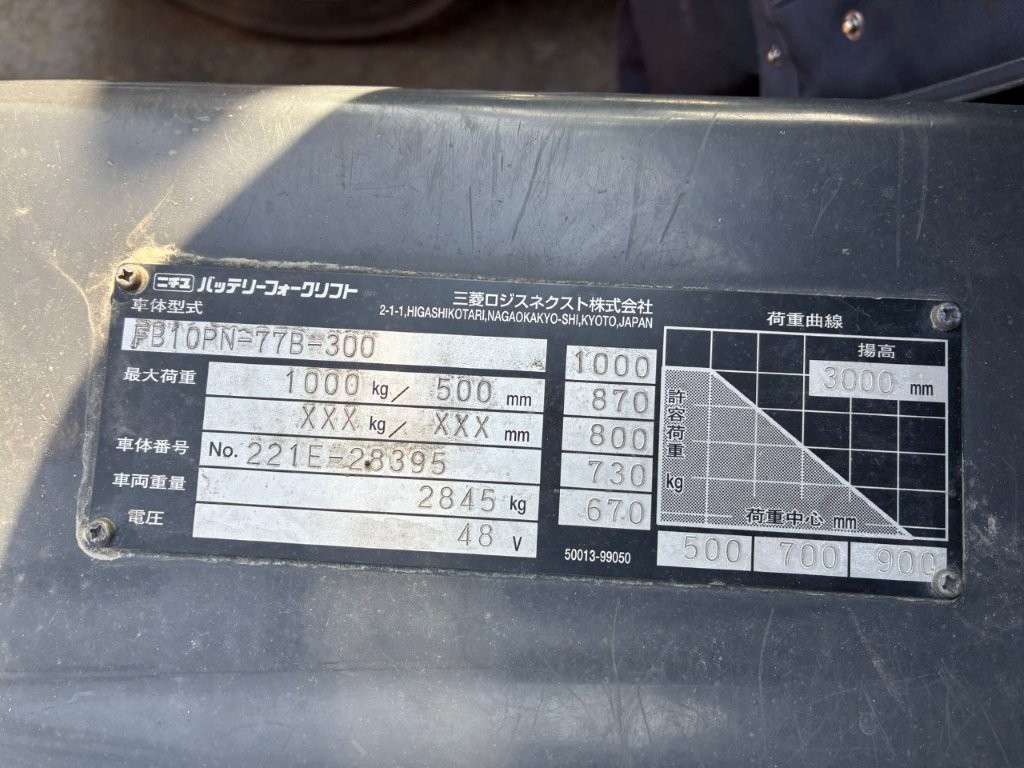 ニチユ バッテリーフォークリフト
三菱ロジスネクスト株式会社
2-1-1,HIGASHIKOTARI,NAGAOKAKYO-SHI,KYOTO,JAPAN
車体型式
FB10PN-77B-300
最大荷重 1000 kg/ 500 mm
XXX kg/ XXX mm
車体番号 No. 221E-28395
車両重量 2845 kg
電圧 48 V
1000
870
800
730
670
50013-99050
荷重曲線
揚高
3000 mm
許容荷重 kg
荷重中心 mm
500 700 900